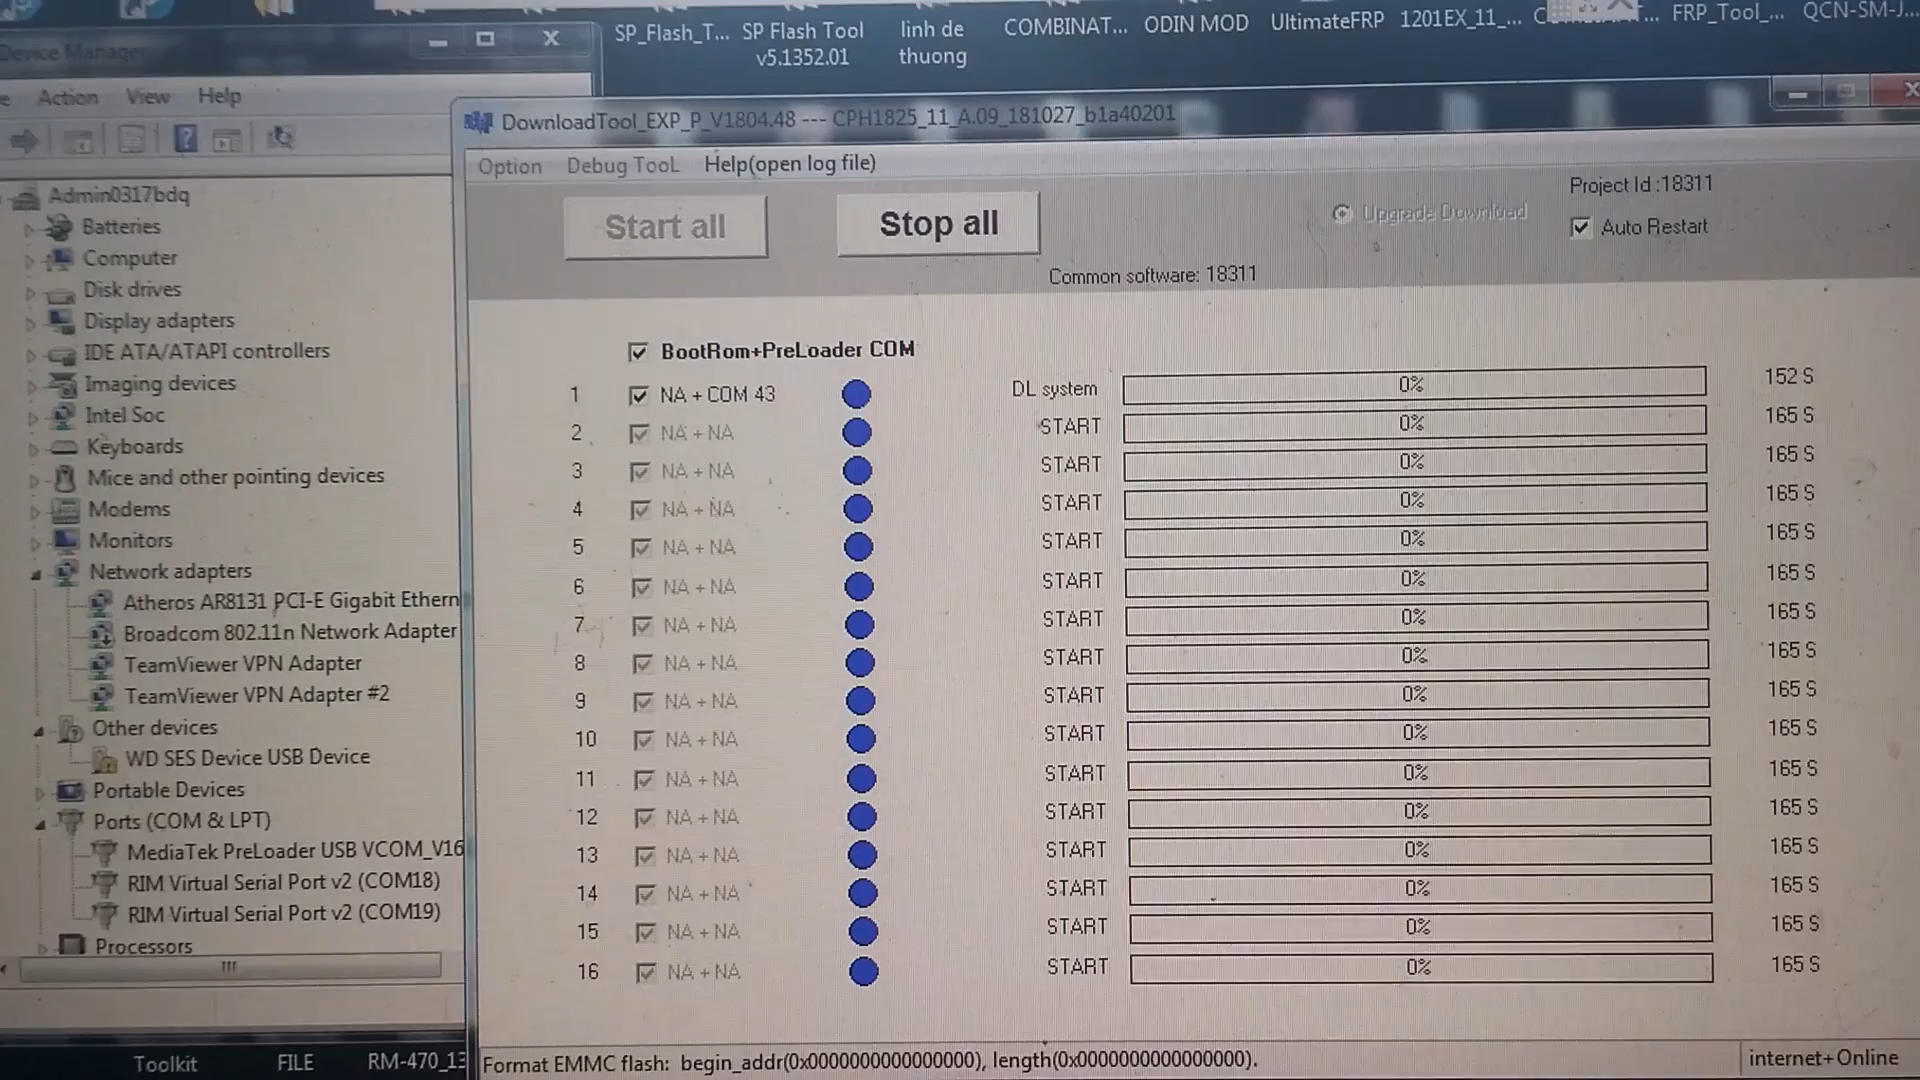 SP_Flash_T...
SP Flash Tool v5.1352.01
linh de thuong
COMBINAT...
ODIN MOD
UltimateFRP
1201EX_11_...
FRP_Tool_...
QCN-SM-J...
Device Manager
Action View Help
Admin0317bdq
Batteries
Computer
Disk drives
Display adapters
IDE ATA/ATAPI controllers
Imaging devices
Intel Soc
Keyboards
Mice and other pointing devices
Modems
Monitors
Network adapters
Atheros AR8131 PCI-E Gigabit Ethern
Broadcom 802.11n Network Adapter
TeamViewer VPN Adapter
TeamViewer VPN Adapter #2
Other devices
WD SES Device USB Device
Portable Devices
Ports (COM & LPT)
MediaTek PreLoader USB VCOM_V16
RIM Virtual Serial Port v2 (COM18)
RIM Virtual Serial Port v2 (COM19)
Processors
DownloadTool_EXP_P_V1804.48 --- CPH1825_11_A.09_181027_b1a40201
Option Debug TooL Help(open log file)
Start all
Stop all
Upgrade Download
Project Id :18311
Auto Restart
Common software: 18311
BootRom+PreLoader COM
1 NA + COM 43 DL system 0% 152 S
2 NA + NA START 0% 165 S
3 NA + NA START 0% 165 S
4 NA + NA START 0% 165 S
5 NA + NA START 0% 165 S
6 NA + NA START 0% 165 S
7 NA + NA START 0% 165 S
8 NA + NA START 0% 165 S
9 NA + NA START 0% 165 S
10 NA + NA START 0% 165 S
11 NA + NA START 0% 165 S
12 NA + NA START 0% 165 S
13 NA + NA START 0% 165 S
14 NA + NA START 0% 165 S
15 NA + NA START 0% 165 S
16 NA + NA START 0% 165 S
Format EMMC flash: begin_addr(0x0000000000000000), length(0x0000000000000000).
internet+Online
Toolkit
FILE
RM-470_13